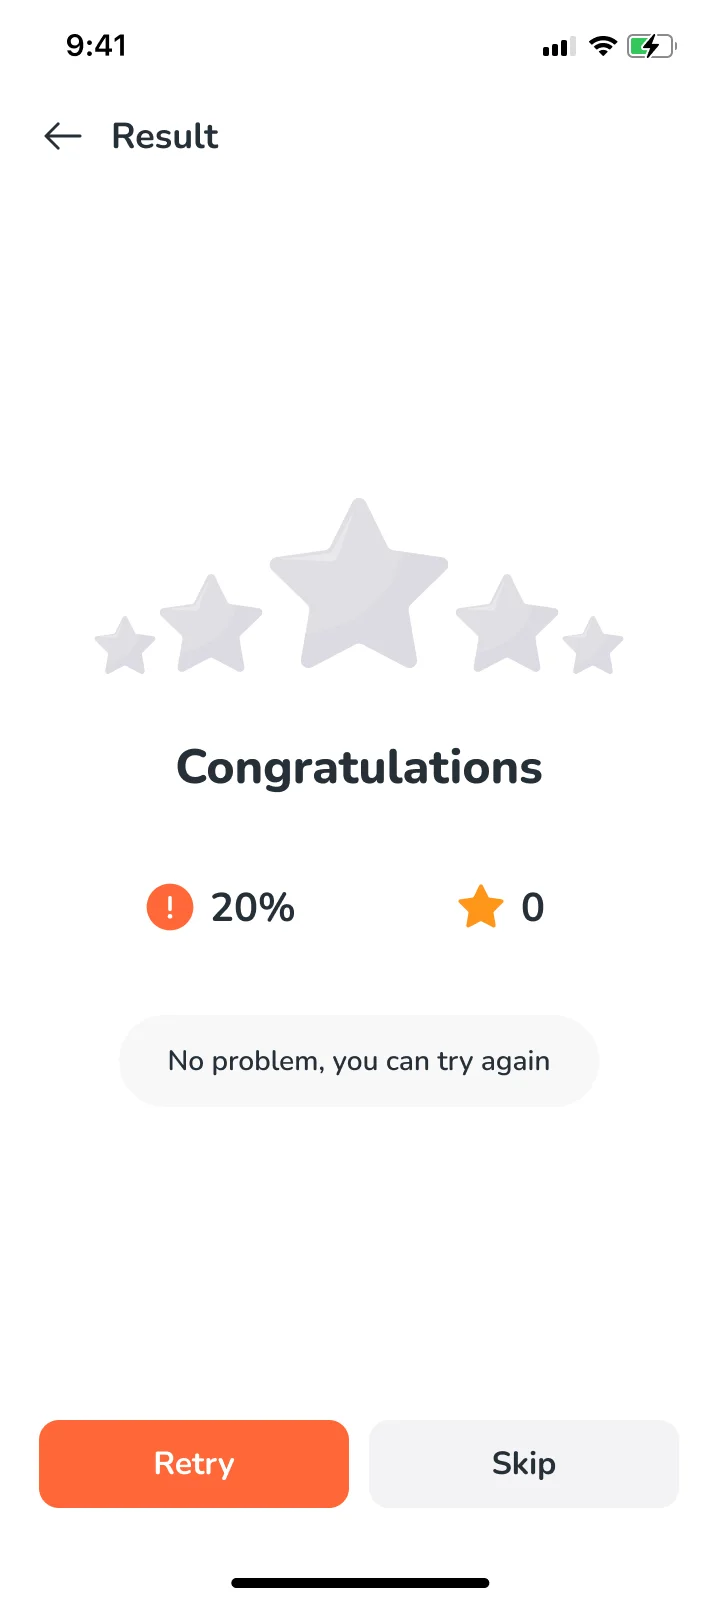 9:41
Result
Congratulations
! 20%
0
No problem, you can try again
Retry
Skip